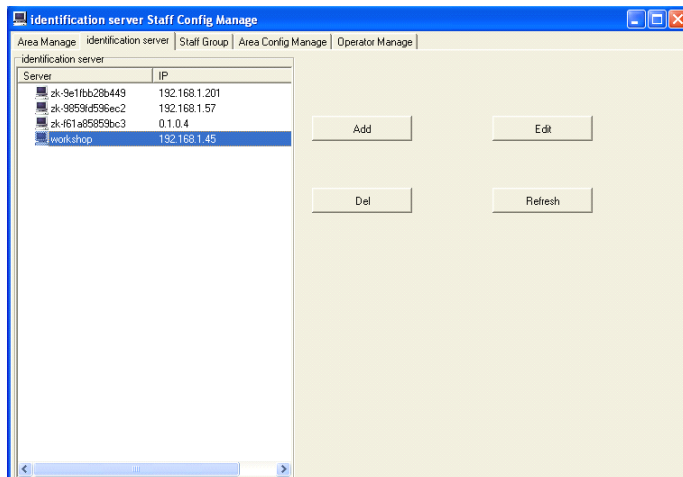 identification server Staff Config Manage
Area Manage identification server Staff Group Area Config Manage Operator Manage
identification server
Server IP
zk-9e1fbb28b449 192.168.1.201
zk-9859fd596ec2 192.168.1.57
zk-f61a85859bc3 0.1.0.4
workshop 192.168.1.45
Add Edit
Del Refresh